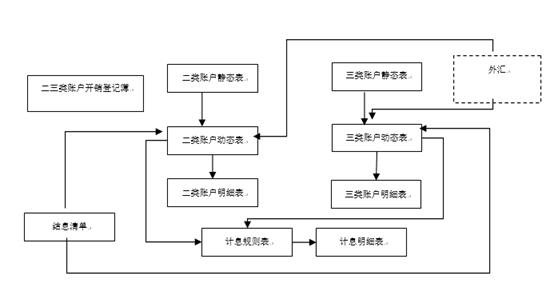 外汇
二类账户静态表
三类账户静态表
二三类账户开销登记薄
二类账户动态表
三类账户动态表
二类账户明细表
三类账户明细表
结息清单
计息规则表
计息明细表